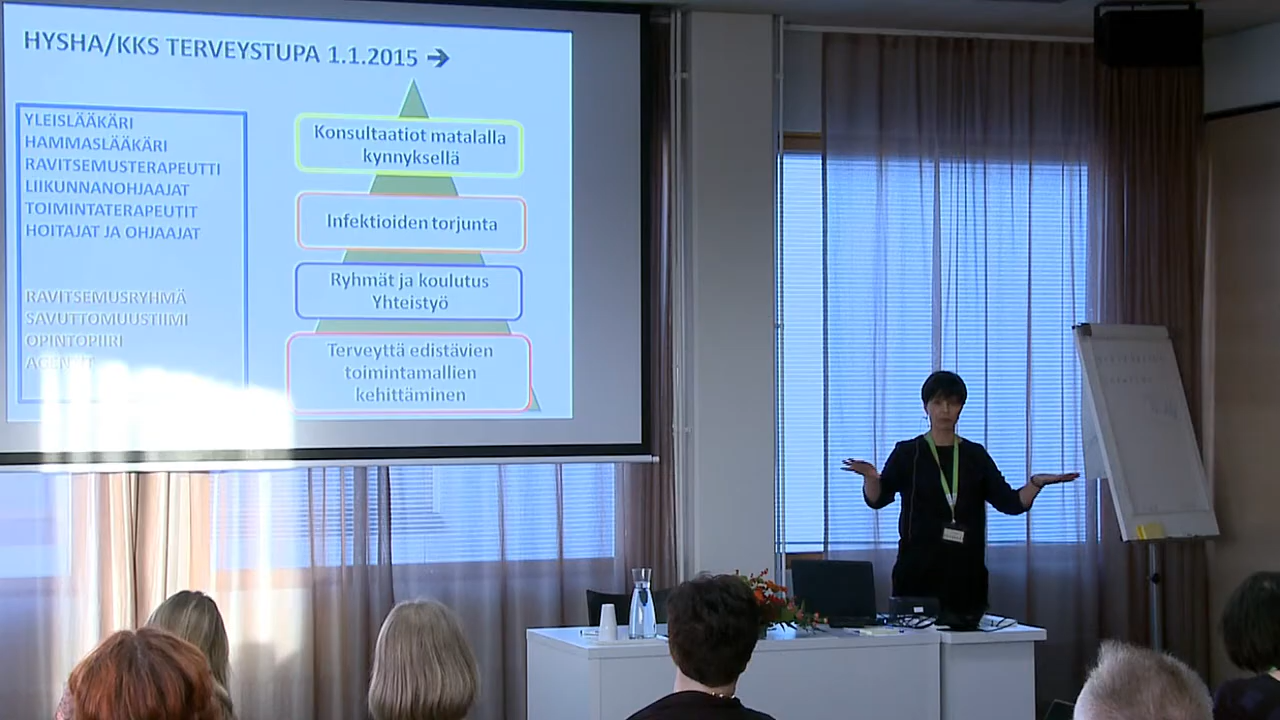 HYSHA/KKS TERVEYSTUPA 1.1.2015 →
YLEISLÄÄKÄRI
HAMMASLÄÄKÄRI
RAVITSEMUSTERAPEUTTI
LIIKUNNANOHJAAJAT
TOIMINTATERAPEUTIT
HOITAJAT JA OHJAAJAT
RAVITSEMUSRYHMÄ
SAVUTTOMUUSTIIMI
OPINTOPIIRI
Konsultaatiot matalalla
kynnyksellä
Infektioiden torjunta
Ryhmät ja koulutus
Yhteistyö
Terveyttä edistävien
toimintamallien
kehittäminen